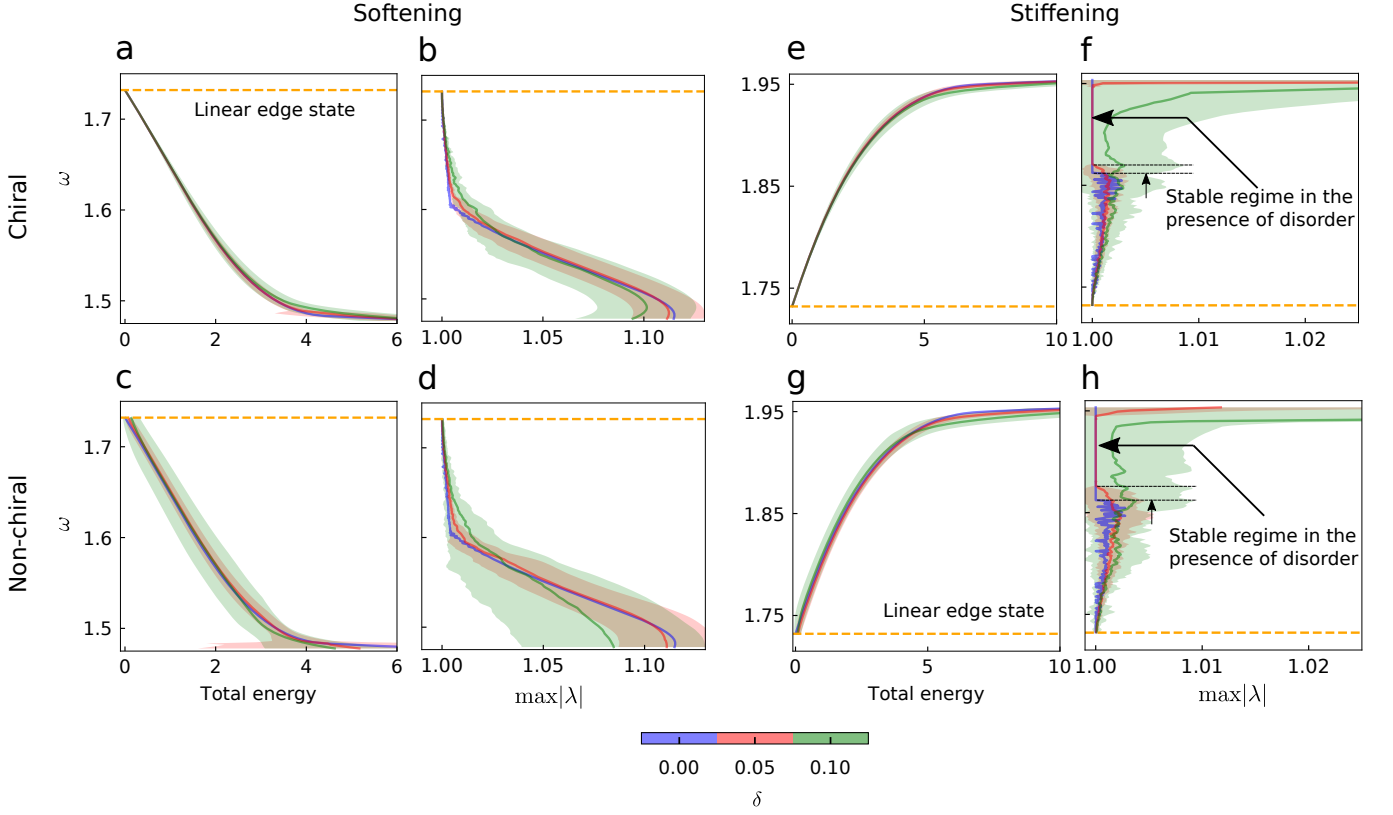 Softening
Stiffening
a
b
e
f
Chiral
ω
1.7
1.6
1.5
Linear edge state
0
2
4
6
1.00
1.05
1.10
1.95
1.85
1.75
0
5
10
Stable regime in the
presence of disorder
1.00
1.01
1.02
c
d
g
h
Non-chiral
ω
1.7
1.6
1.5
0
2
4
6
Total energy
1.00
1.05
1.10
max|λ|
1.95
1.85
1.75
Linear edge state
0
5
10
Total energy
Stable regime in the
presence of disorder
1.00
1.01
1.02
max|λ|
0.00
0.05
0.10
δ